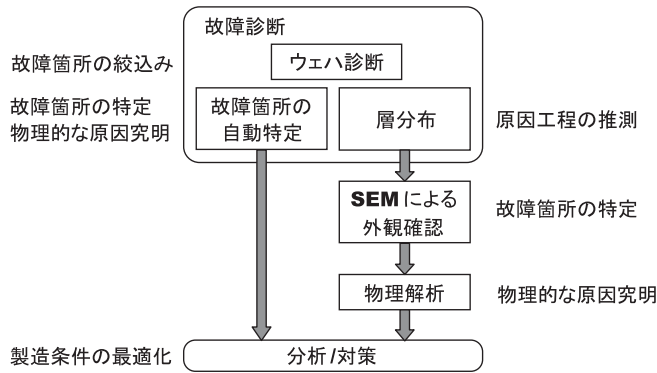 故障診断
故障箇所の絞込み
ウェハ診断
故障箇所の特定
物理的な原因究明
故障箇所の
自動特定
層分布
原因工程の推測
SEMによる
外観確認
故障箇所の特定
物理解析
物理的な原因究明
製造条件の最適化
分析/対策